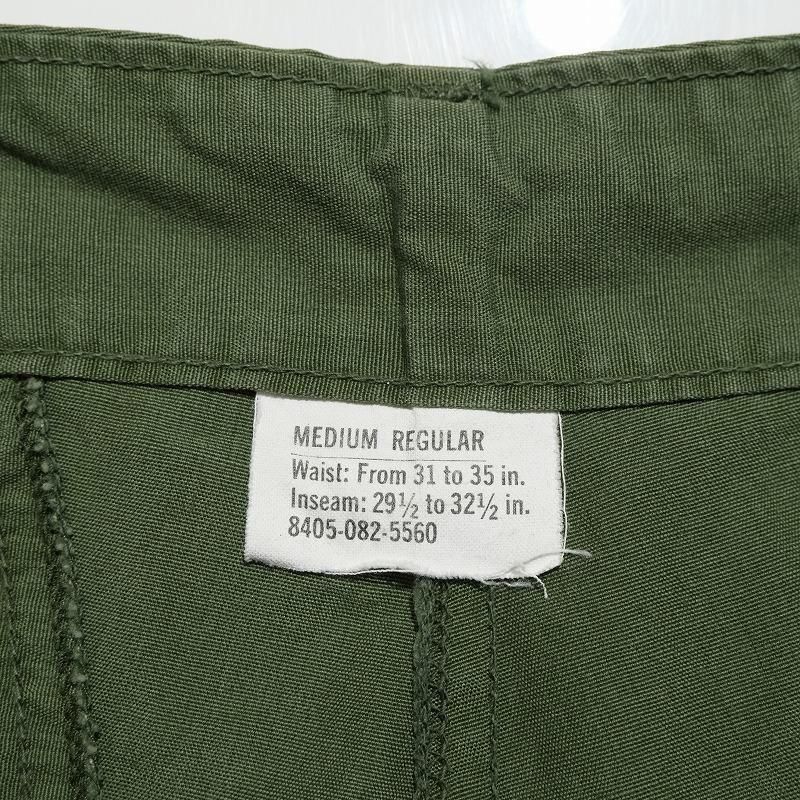 MEDIUM REGULAR
Waist: From 31 to 35 in.
Inseam: 29½ to 32½ in.
8405-082-5560